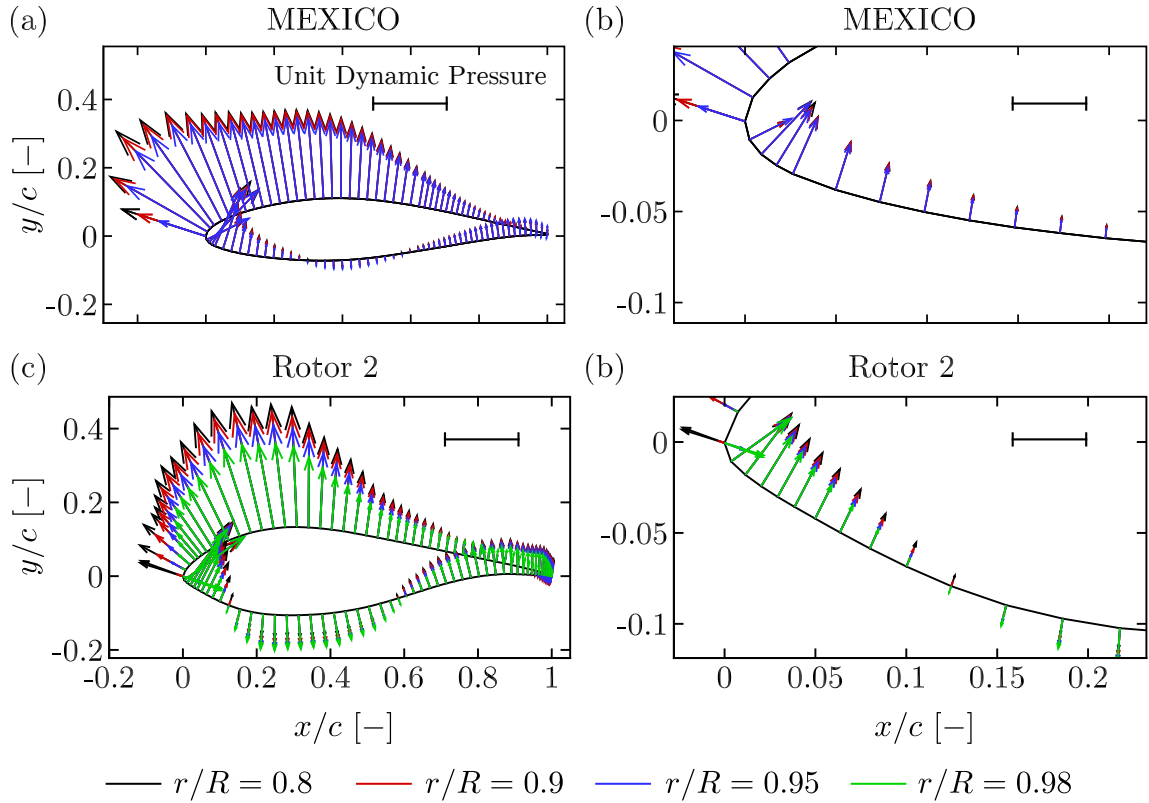 (a) MEXICO
Unit Dynamic Pressure
0.4
0.2
0
-0.2
y/c [−]
(b) MEXICO
0
-0.05
-0.1
(c) Rotor 2
0.4
0.2
0
-0.2
y/c [−]
-0.2 0 0.2 0.4 0.6 0.8 1
x/c [−]
(b) Rotor 2
0
-0.05
-0.1
0 0.05 0.1 0.15 0.2
x/c [−]
r/R = 0.8 r/R = 0.9 r/R = 0.95 r/R = 0.98